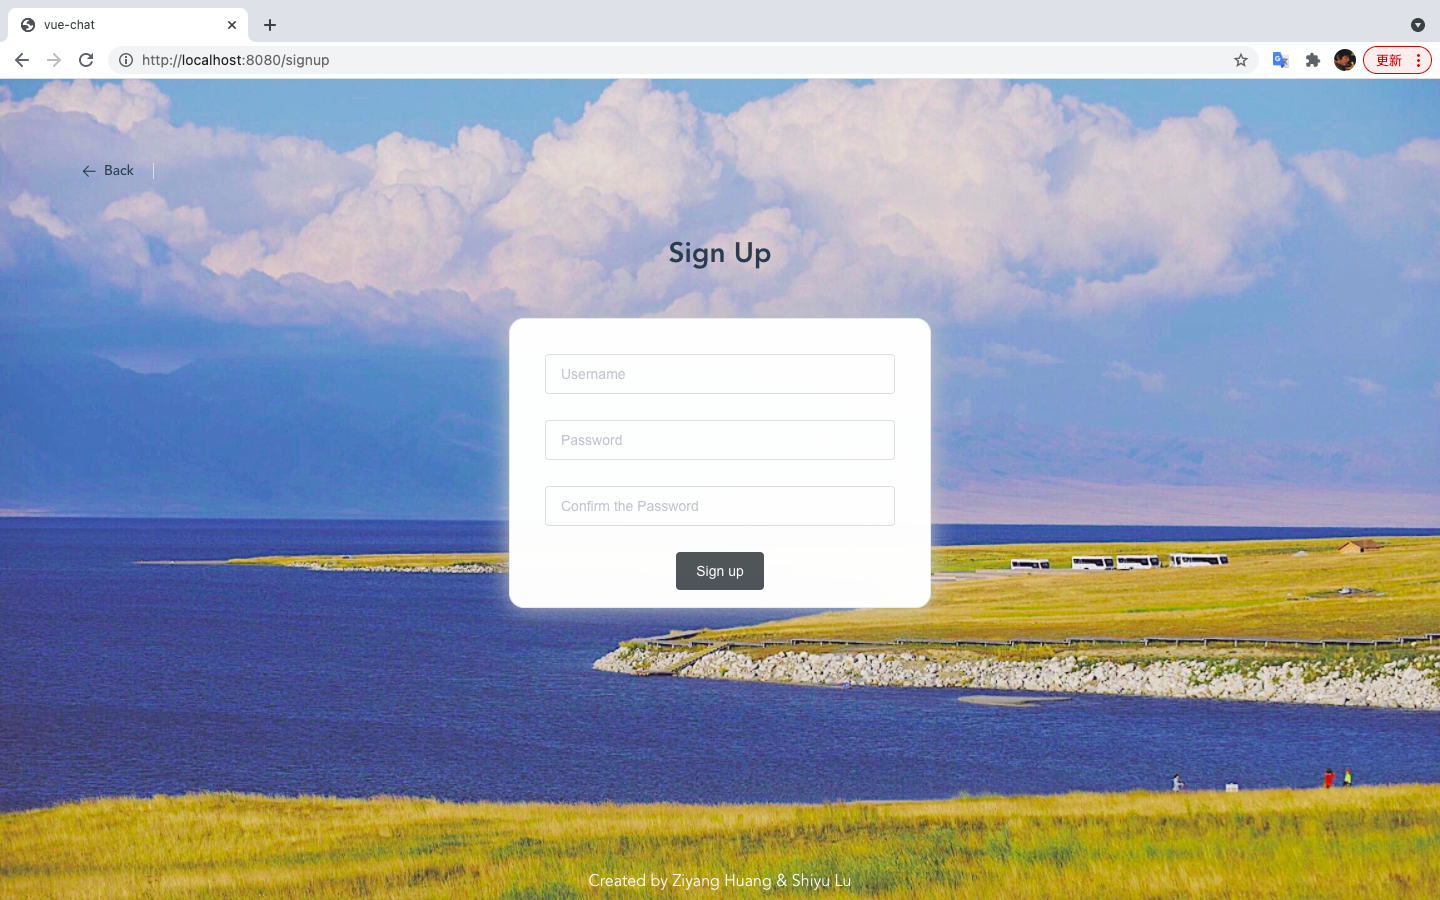 vue-chat
http://localhost:8080/signup
更新
Back
Sign Up
Username
Password
Confirm the Password
Sign up
Created by Ziyang Huang & Shiyu Lu